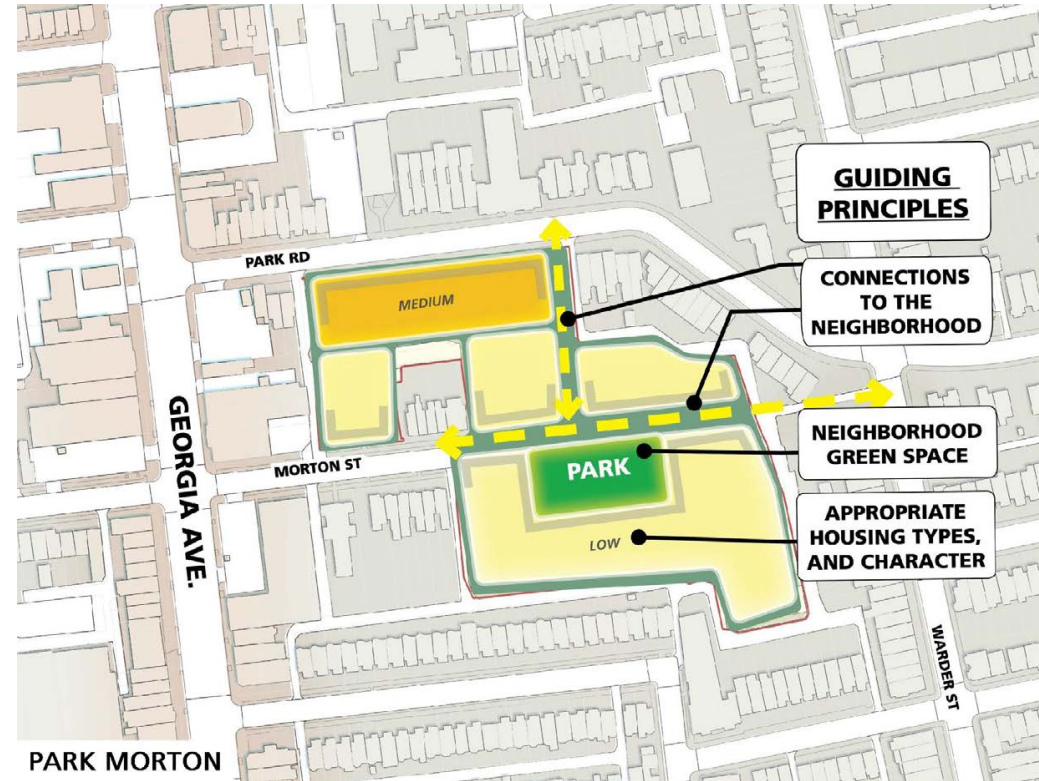 GUIDING
PRINCIPLES
CONNECTIONS
TO THE
NEIGHBORHOOD
PARK RD
MEDIUM
GEORGIA AVE.
MORTON ST
PARK
NEIGHBORHOOD
GREEN SPACE
LOW
APPROPRIATE
HOUSING TYPES,
AND CHARACTER
WARDER ST
PARK MORTON